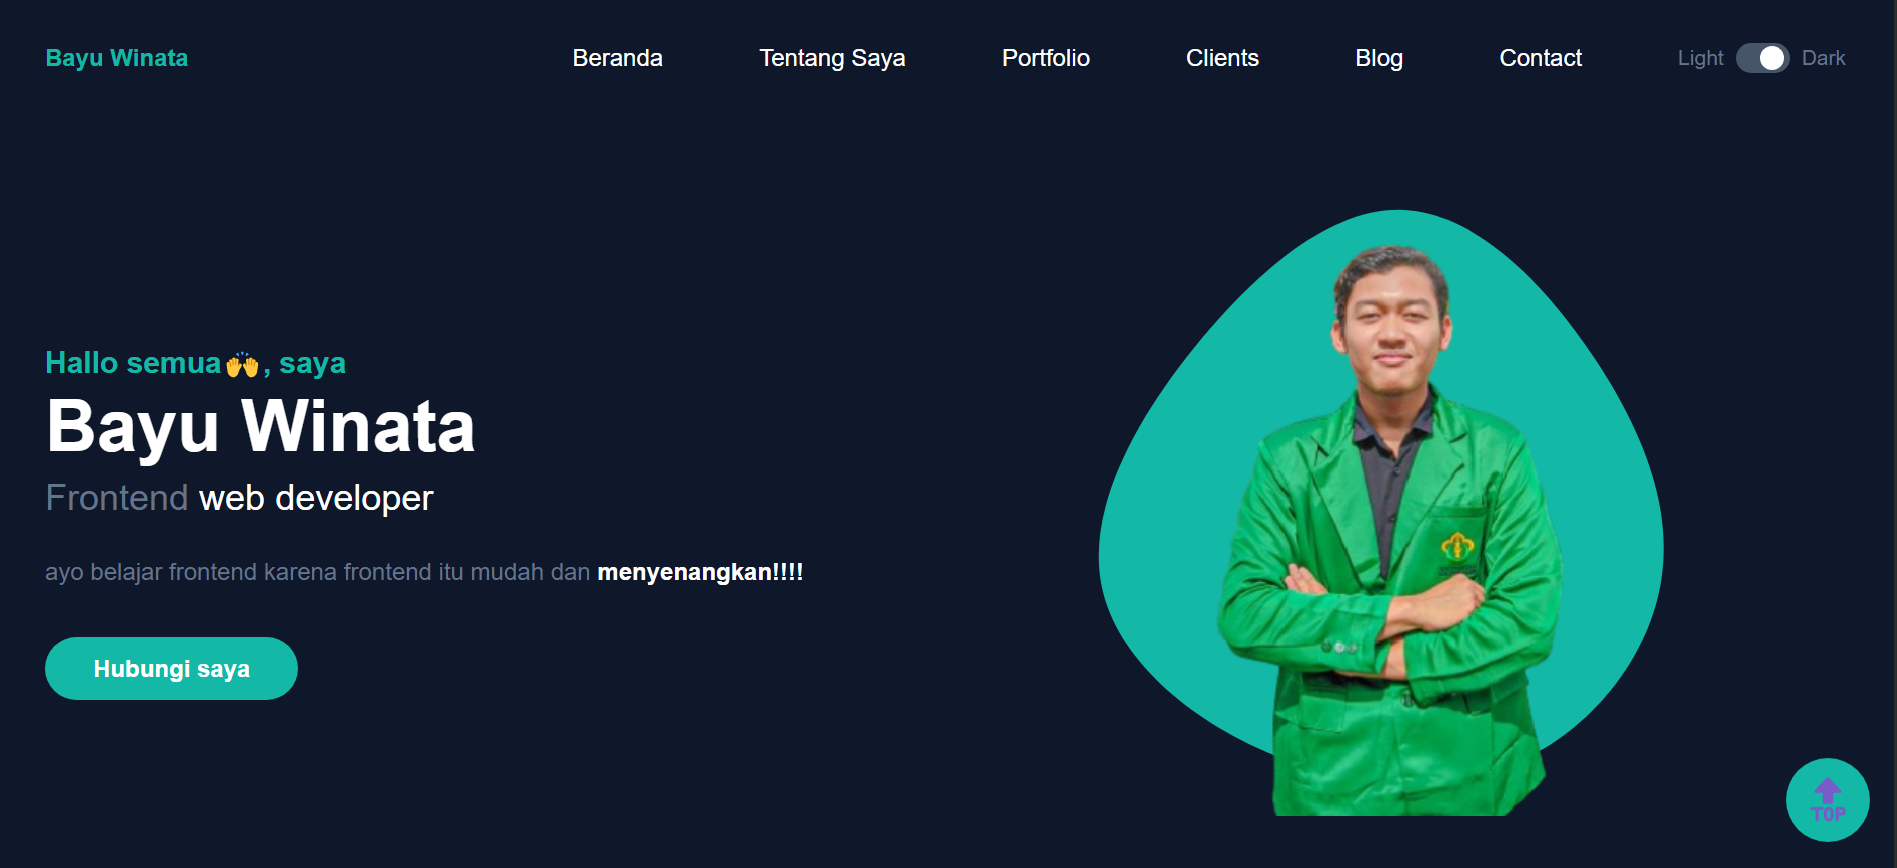 Bayu Winata
Beranda
Tentang Saya
Portfolio
Clients
Blog
Contact
Light
Dark
Hallo semua🙌, saya
Bayu Winata
Frontend web developer
ayo belajar frontend karena frontend itu mudah dan menyenangkan!!!!
Hubungi saya
TOP